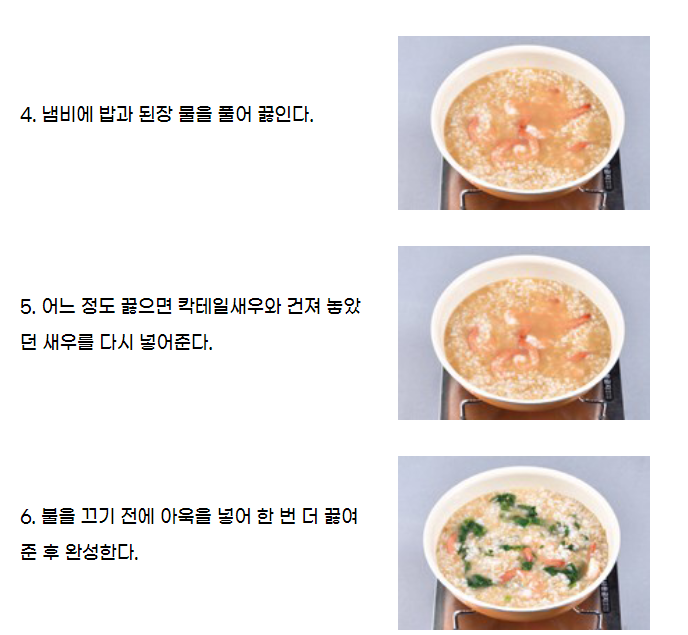 4. 냄비에 밥과 된장 물을 풀어 끓인다.
5. 어느 정도 끓으면 칵테일새우와 건져 놓았
던 새우를 다시 넣어준다.
6. 불을 끄기 전에 아욱을 넣어 한 번 더 끓여
준 후 완성한다.